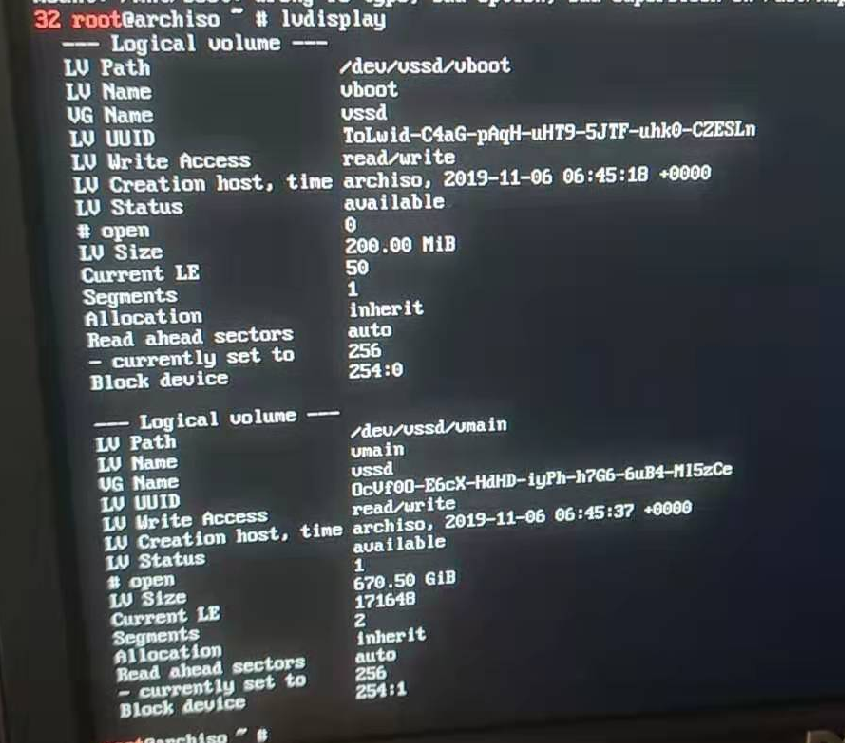 32 root@archiso ~ # lvdisplay
--- Logical volume ---
LV Path /dev/vssd/vboot
LV Name vboot
VG Name vssd
LV UUID ToLwid-C4aG-pAqH-uHT9-5JTF-uhk0-CZESLn
LV Write Access read/write
LV Creation host, time archiso, 2019-11-06 06:45:18 +0000
LV Status available
# open 0
LV Size 200.00 MiB
Current LE 50
Segments 1
Allocation inherit
Read ahead sectors auto
- currently set to 256
Block device 254:0
--- Logical volume ---
LV Path /dev/vssd/vmain
LV Name vmain
VG Name vssd
LV UUID OcVfOO-E6cX-HdHD-iyPh-h7G6-6uB4-Ml5zCe
LV Write Access read/write
LV Creation host, time archiso, 2019-11-06 06:45:37 +0000
LV Status available
# open 1
LV Size 670.50 GiB
Current LE 171648
Segments 2
Allocation inherit
Read ahead sectors auto
- currently set to 256
Block device 254:1
root@archiso ~ #